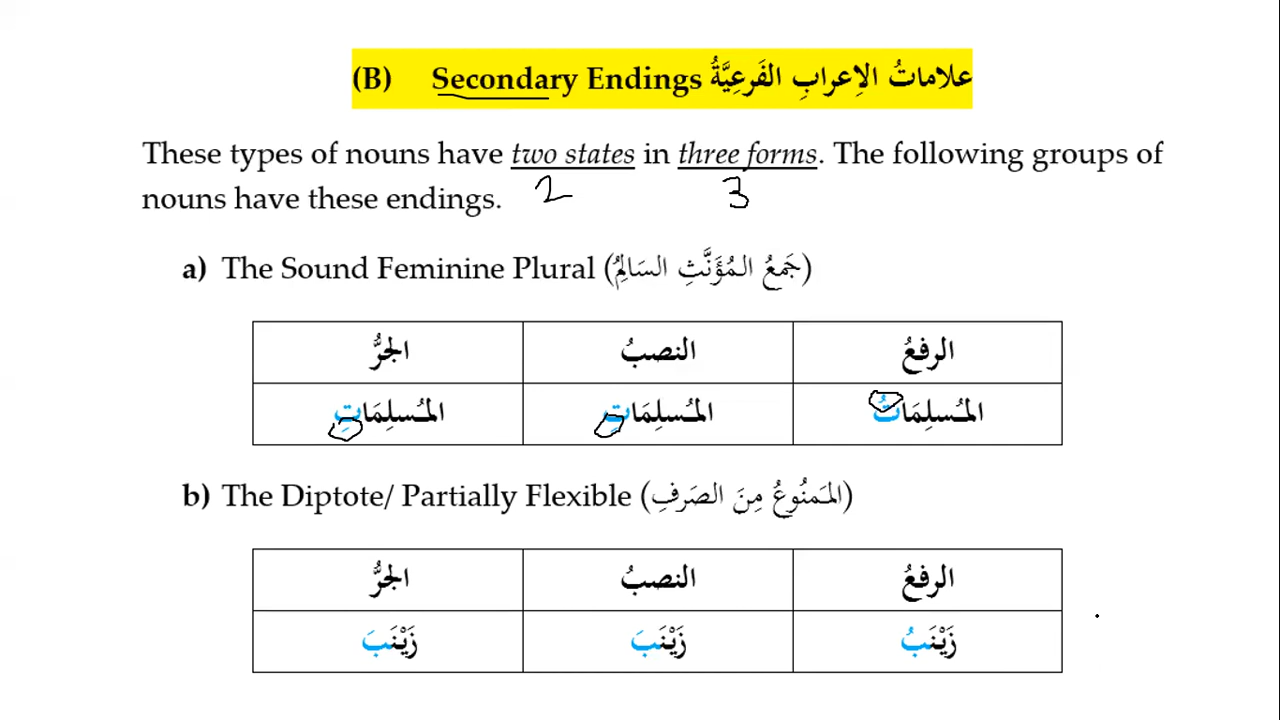 (B) Secondary Endings علاماتُ الاِعرابِ الفَرعِيَّةُ
These types of nouns have two states in three forms. The following groups of
2 3
nouns have these endings.
a) The Sound Feminine Plural (جَمعُ المُؤَنَّثِ السَالِمُ)
الرفعُ النصبُ الجرُّ
المُسلِمَاتُ المُسلِمَاتِ المُسلِمَاتِ
b) The Diptote/ Partially Flexible (المَمنُوعُ مِنَ الصَرفِ)
الرفعُ النصبُ الجرُّ
زَيْنَبُ زَيْنَبَ زَيْنَبَ